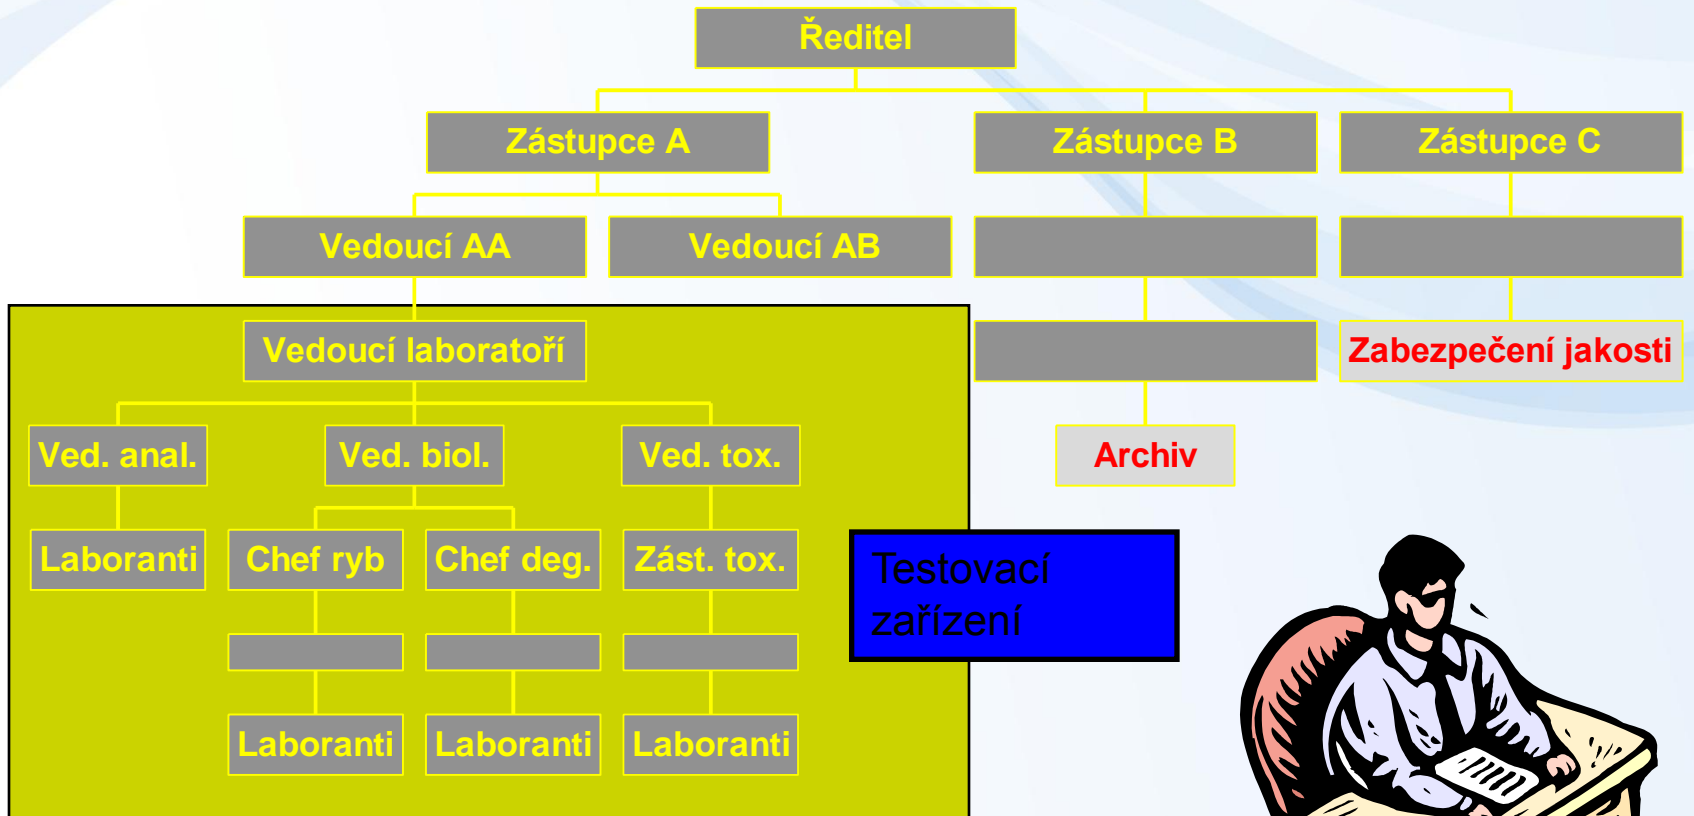 Ředitel
Zástupce A
Zástupce B
Zástupce C
Vedoucí AA
Vedoucí AB
Vedoucí laboratoří
Zabezpečení jakosti
Ved. anal.
Ved. biol.
Ved. tox.
Archiv
Laboranti
Chef ryb
Chef deg.
Zást. tox.
Testovací
zařízení
Laboranti
Laboranti
Laboranti